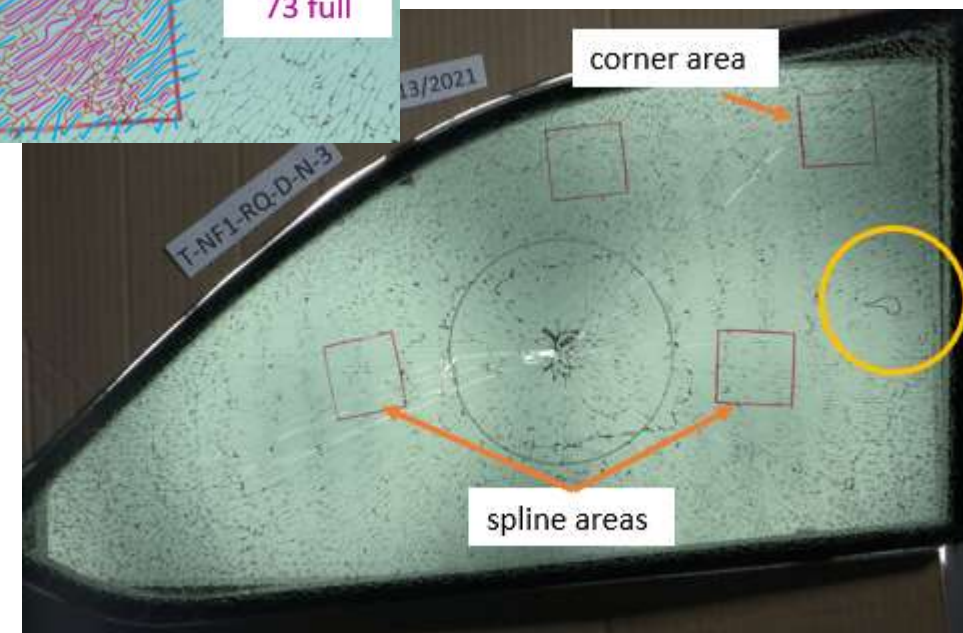 73 full
13/2021
corner area
T-NF1-RQ-D-N-3
spline areas